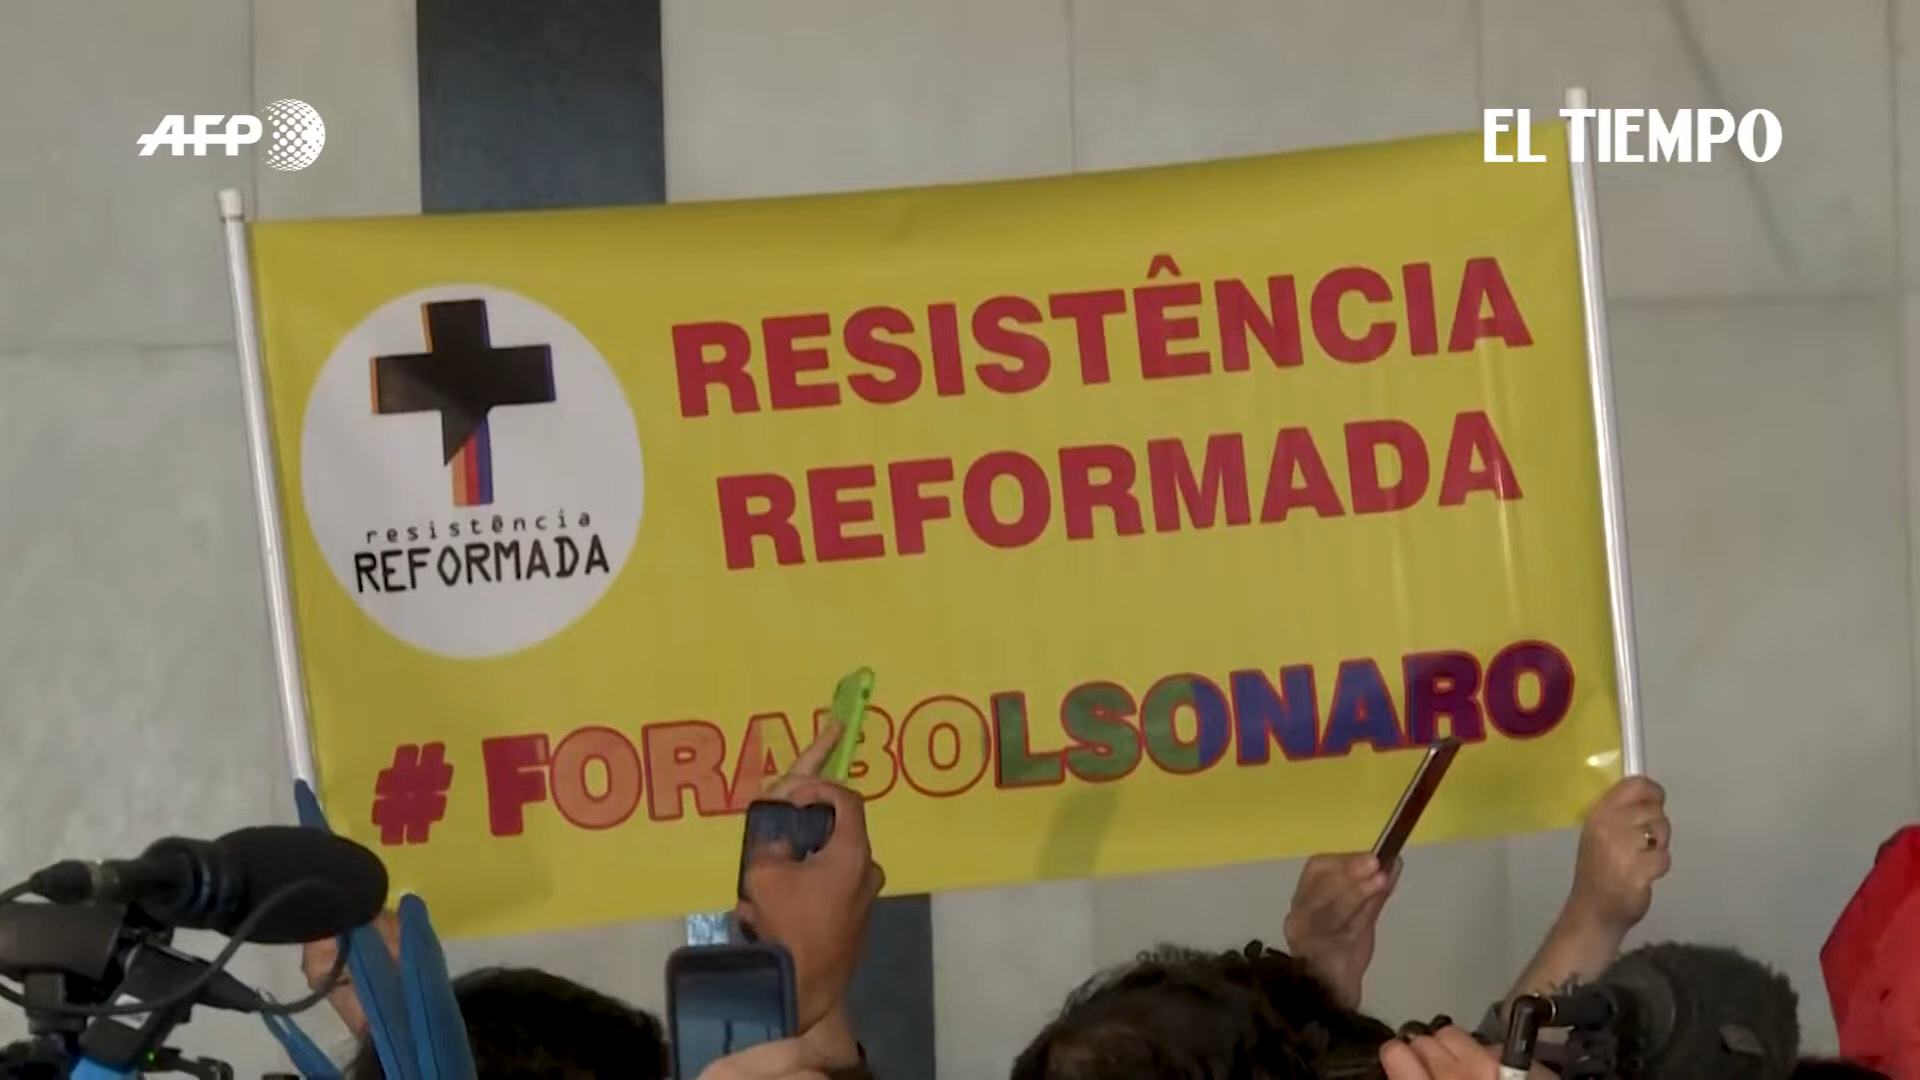 AFP
EL TIEMPO
RESISTÊNCIA
REFORMADA
resistência
REFORMADA
#FORABOLSONARO